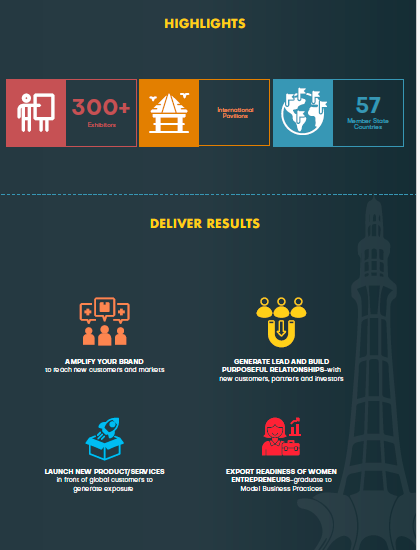 HIGHLIGHTS
300+
Exhibitors
International
Pavilions
57
Member State
Countries
DELIVER RESULTS
AMPLIFY YOUR BRAND
to reach new customers and markets
GENERATE LEAD AND BUILD
PURPOSEFUL RELATIONSHIPS-with
new customers, partners and investors
LAUNCH NEW PRODUCT/SERVICES
in front of global customers to
generate exposure
EXPORT READINESS OF WOMEN
ENTREPRENEURS-graduate to
Model Business Practices